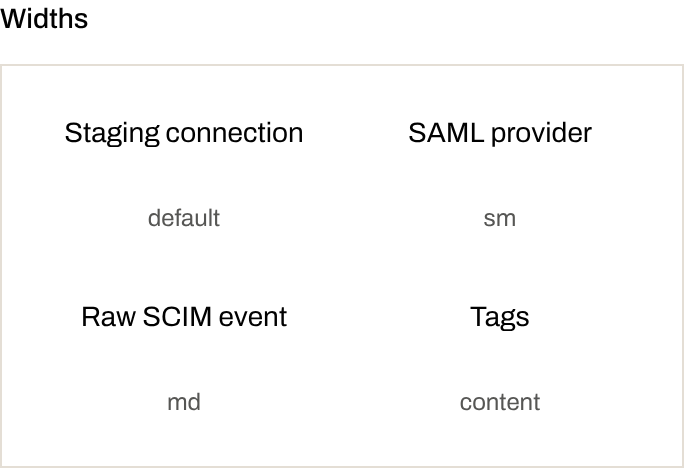 Widths
Staging connection
SAML provider
default
sm
Raw SCIM event
Tags
md
content